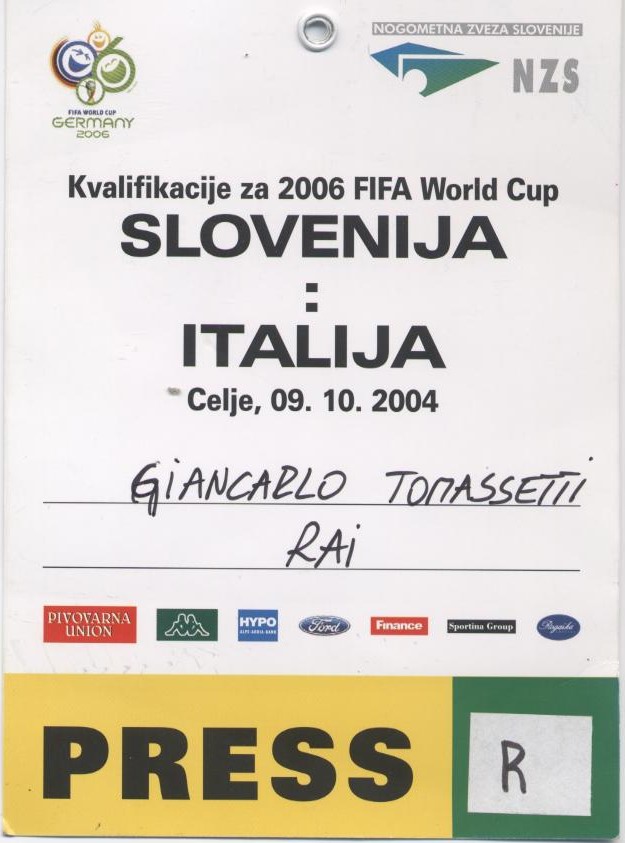 NOGOMETNA ZVEZA SLOVENIJE
NZS
FIFA WORLD CUP
GERMANY
2006
Kvalifikacije za 2006 FIFA World Cup
SLOVENIJA
:
ITALIJA
Celje, 09. 10. 2004
GIANCARLO TOMASSETTI
RAI
PIVOVARNA
UNION
HYPO
ALPE-ADRIA-BANK
Ford
Finance
Sportina Group
Rogaška
PRESS
R